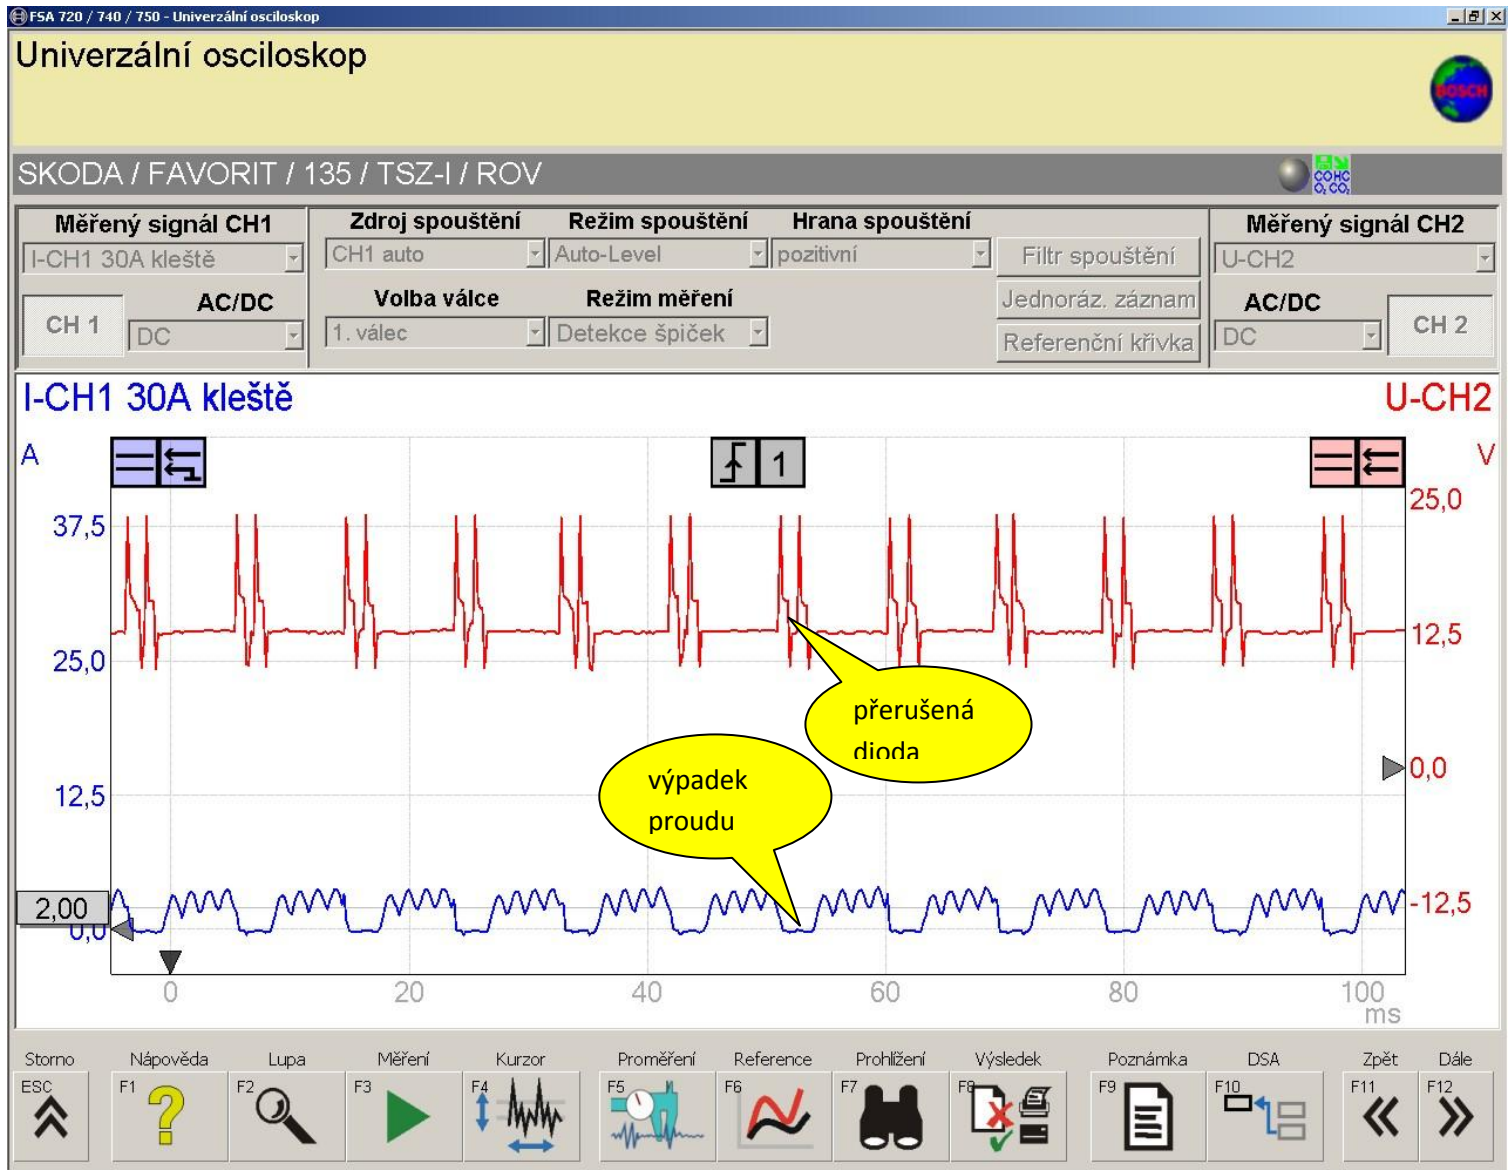 FSA 720 / 740 / 750 - Univerzální osciloskop
Univerzální osciloskop
BOSCH
SKODA / FAVORIT / 135 / TSZ-I / ROV
COHC
O₂ CO₂
Měřený signál CH1
Zdroj spouštění
Režim spouštění
Hrana spouštění
Měřený signál CH2
I-CH1 30A kleště
CH1 auto
Auto-Level
pozitivní
Filtr spouštění
U-CH2
CH 1
AC/DC
DC
Volba válce
1. válec
Režim měření
Detekce špiček
Jednoráz. záznam
Referenční křivka
AC/DC
DC
CH 2
I-CH1 30A kleště
U-CH2
A
1
V
37,5
25,0
25,0
12,5
12,5
0,0
2,00
0,0
-12,5
přerušená
dioda
výpadek
proudu
0
20
40
60
80
100
ms
Storno
Nápověda
Lupa
Měření
Kurzor
Proměření
Reference
Prohlížení
Výsledek
Poznámka
DSA
Zpět
Dále
ESC
F1
F2
F3
F4
F5
F6
F7
F8
F9
F10
F11
F12